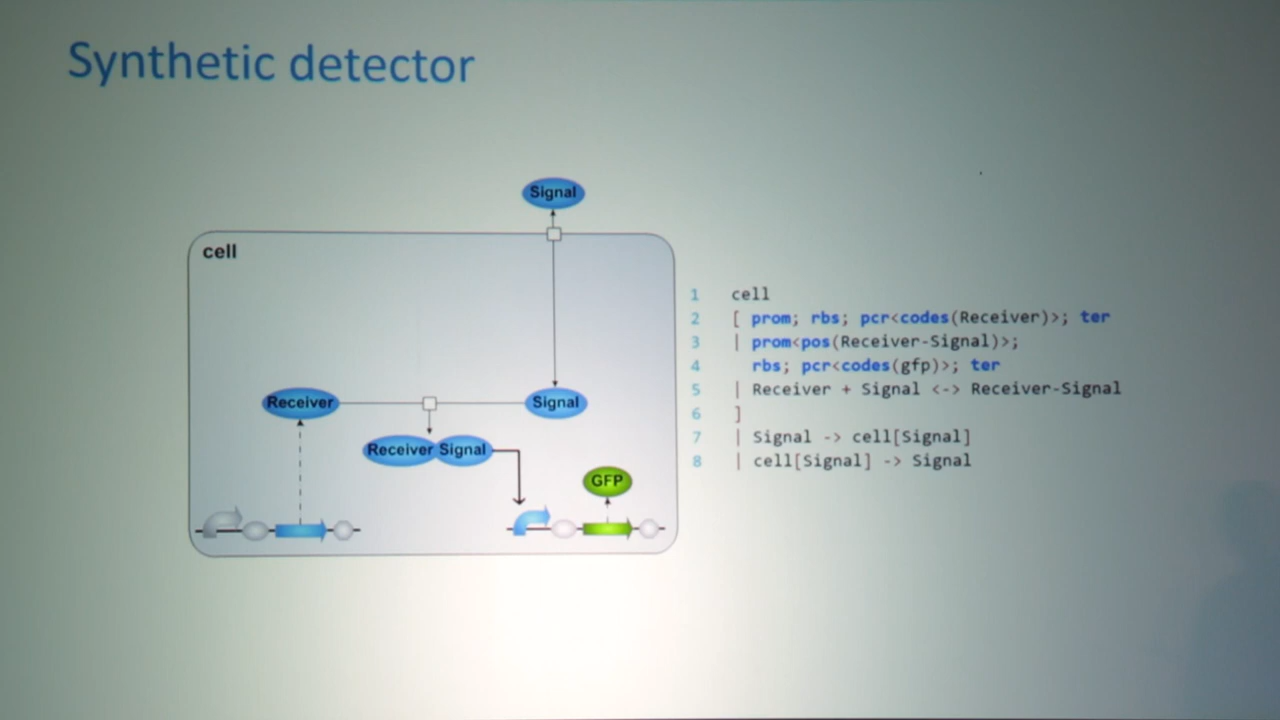 Synthetic detector
Signal
cell
Receiver
Signal
Receiver Signal
GFP
1 cell
2 [ prom; rbs; pcr<codes(Receiver)>; ter
3 | prom<pos(Receiver-Signal)>;
4 rbs; pcr<codes(gfp)>; ter
5 | Receiver + Signal <-> Receiver-Signal
6 ]
7 | Signal -> cell[Signal]
8 | cell[Signal] -> Signal